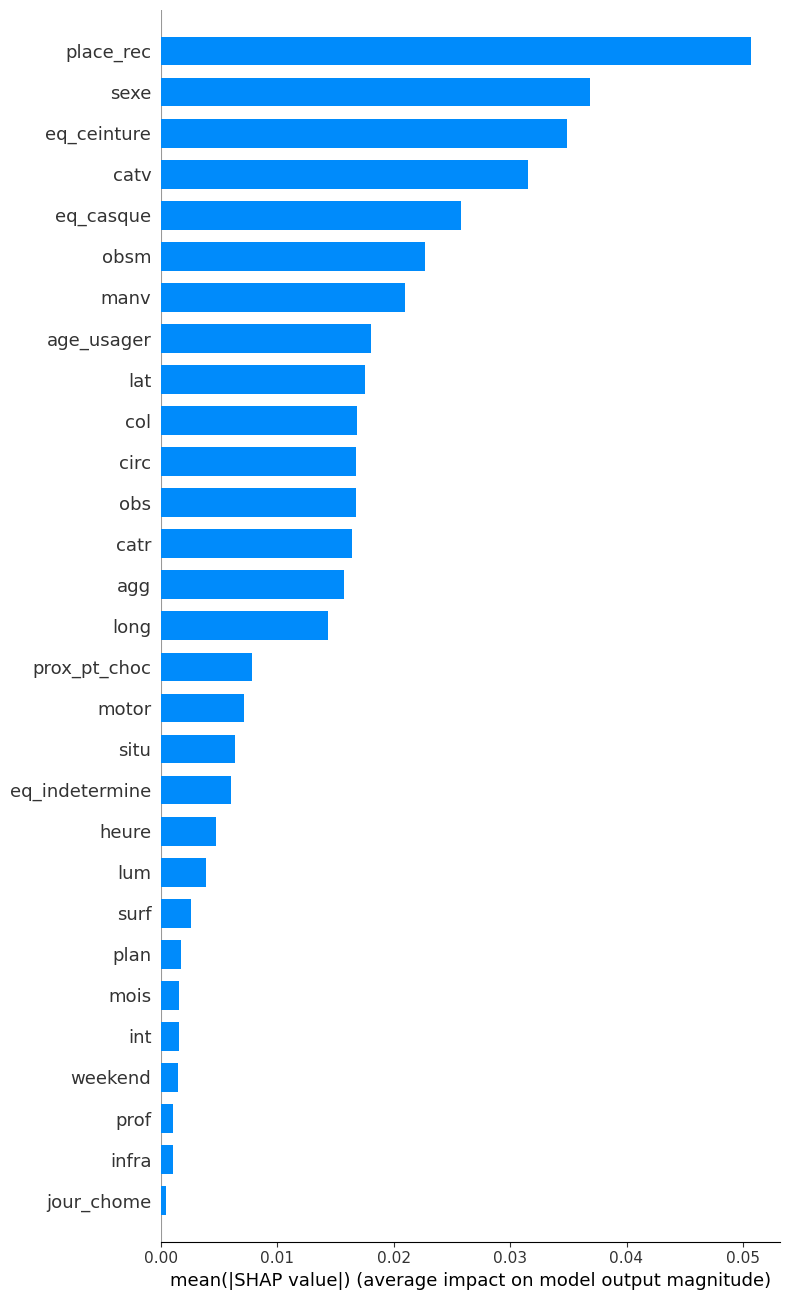 place_rec
sexe
eq_ceinture
catv
eq_casque
obsm
manv
age_usager
lat
col
circ
obs
catr
agg
long
prox_pt_choc
motor
situ
eq_indetermine
heure
lum
surf
plan
mois
int
weekend
prof
infra
jour_chome
0.00 0.01 0.02 0.03 0.04 0.05
mean(|SHAP value|) (average impact on model output magnitude)